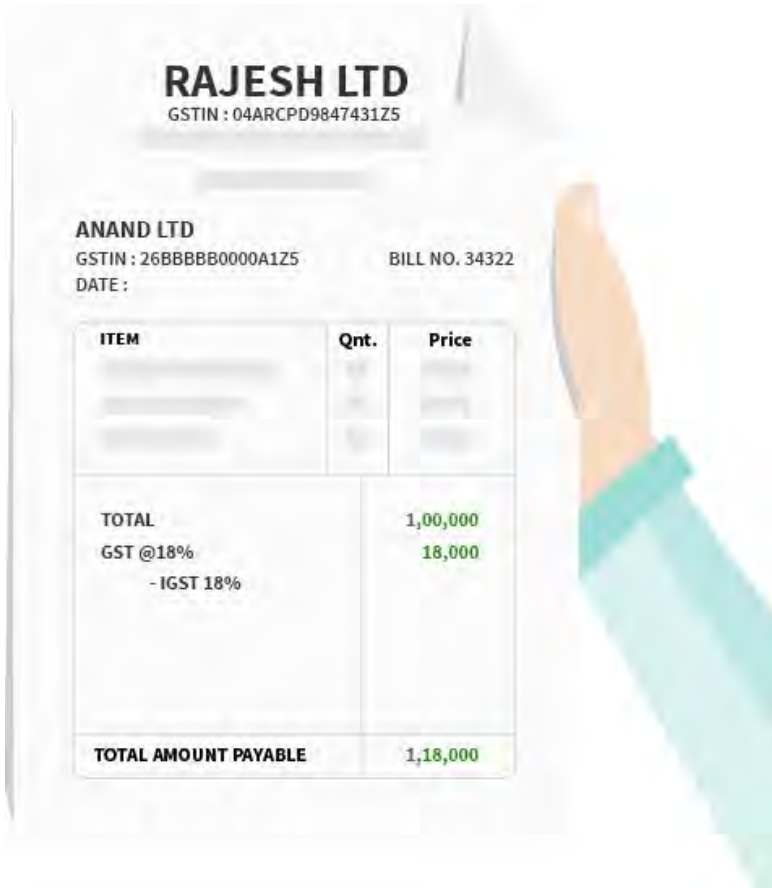 RAJESH LTD
GSTIN : 04ARCPD9847431Z5
ANAND LTD
GSTIN : 26BBBBB0000A1Z5 BILL NO. 34322
DATE :
ITEM Qnt. Price
TOTAL 1,00,000
GST @18% 18,000
- IGST 18%
TOTAL AMOUNT PAYABLE 1,18,000